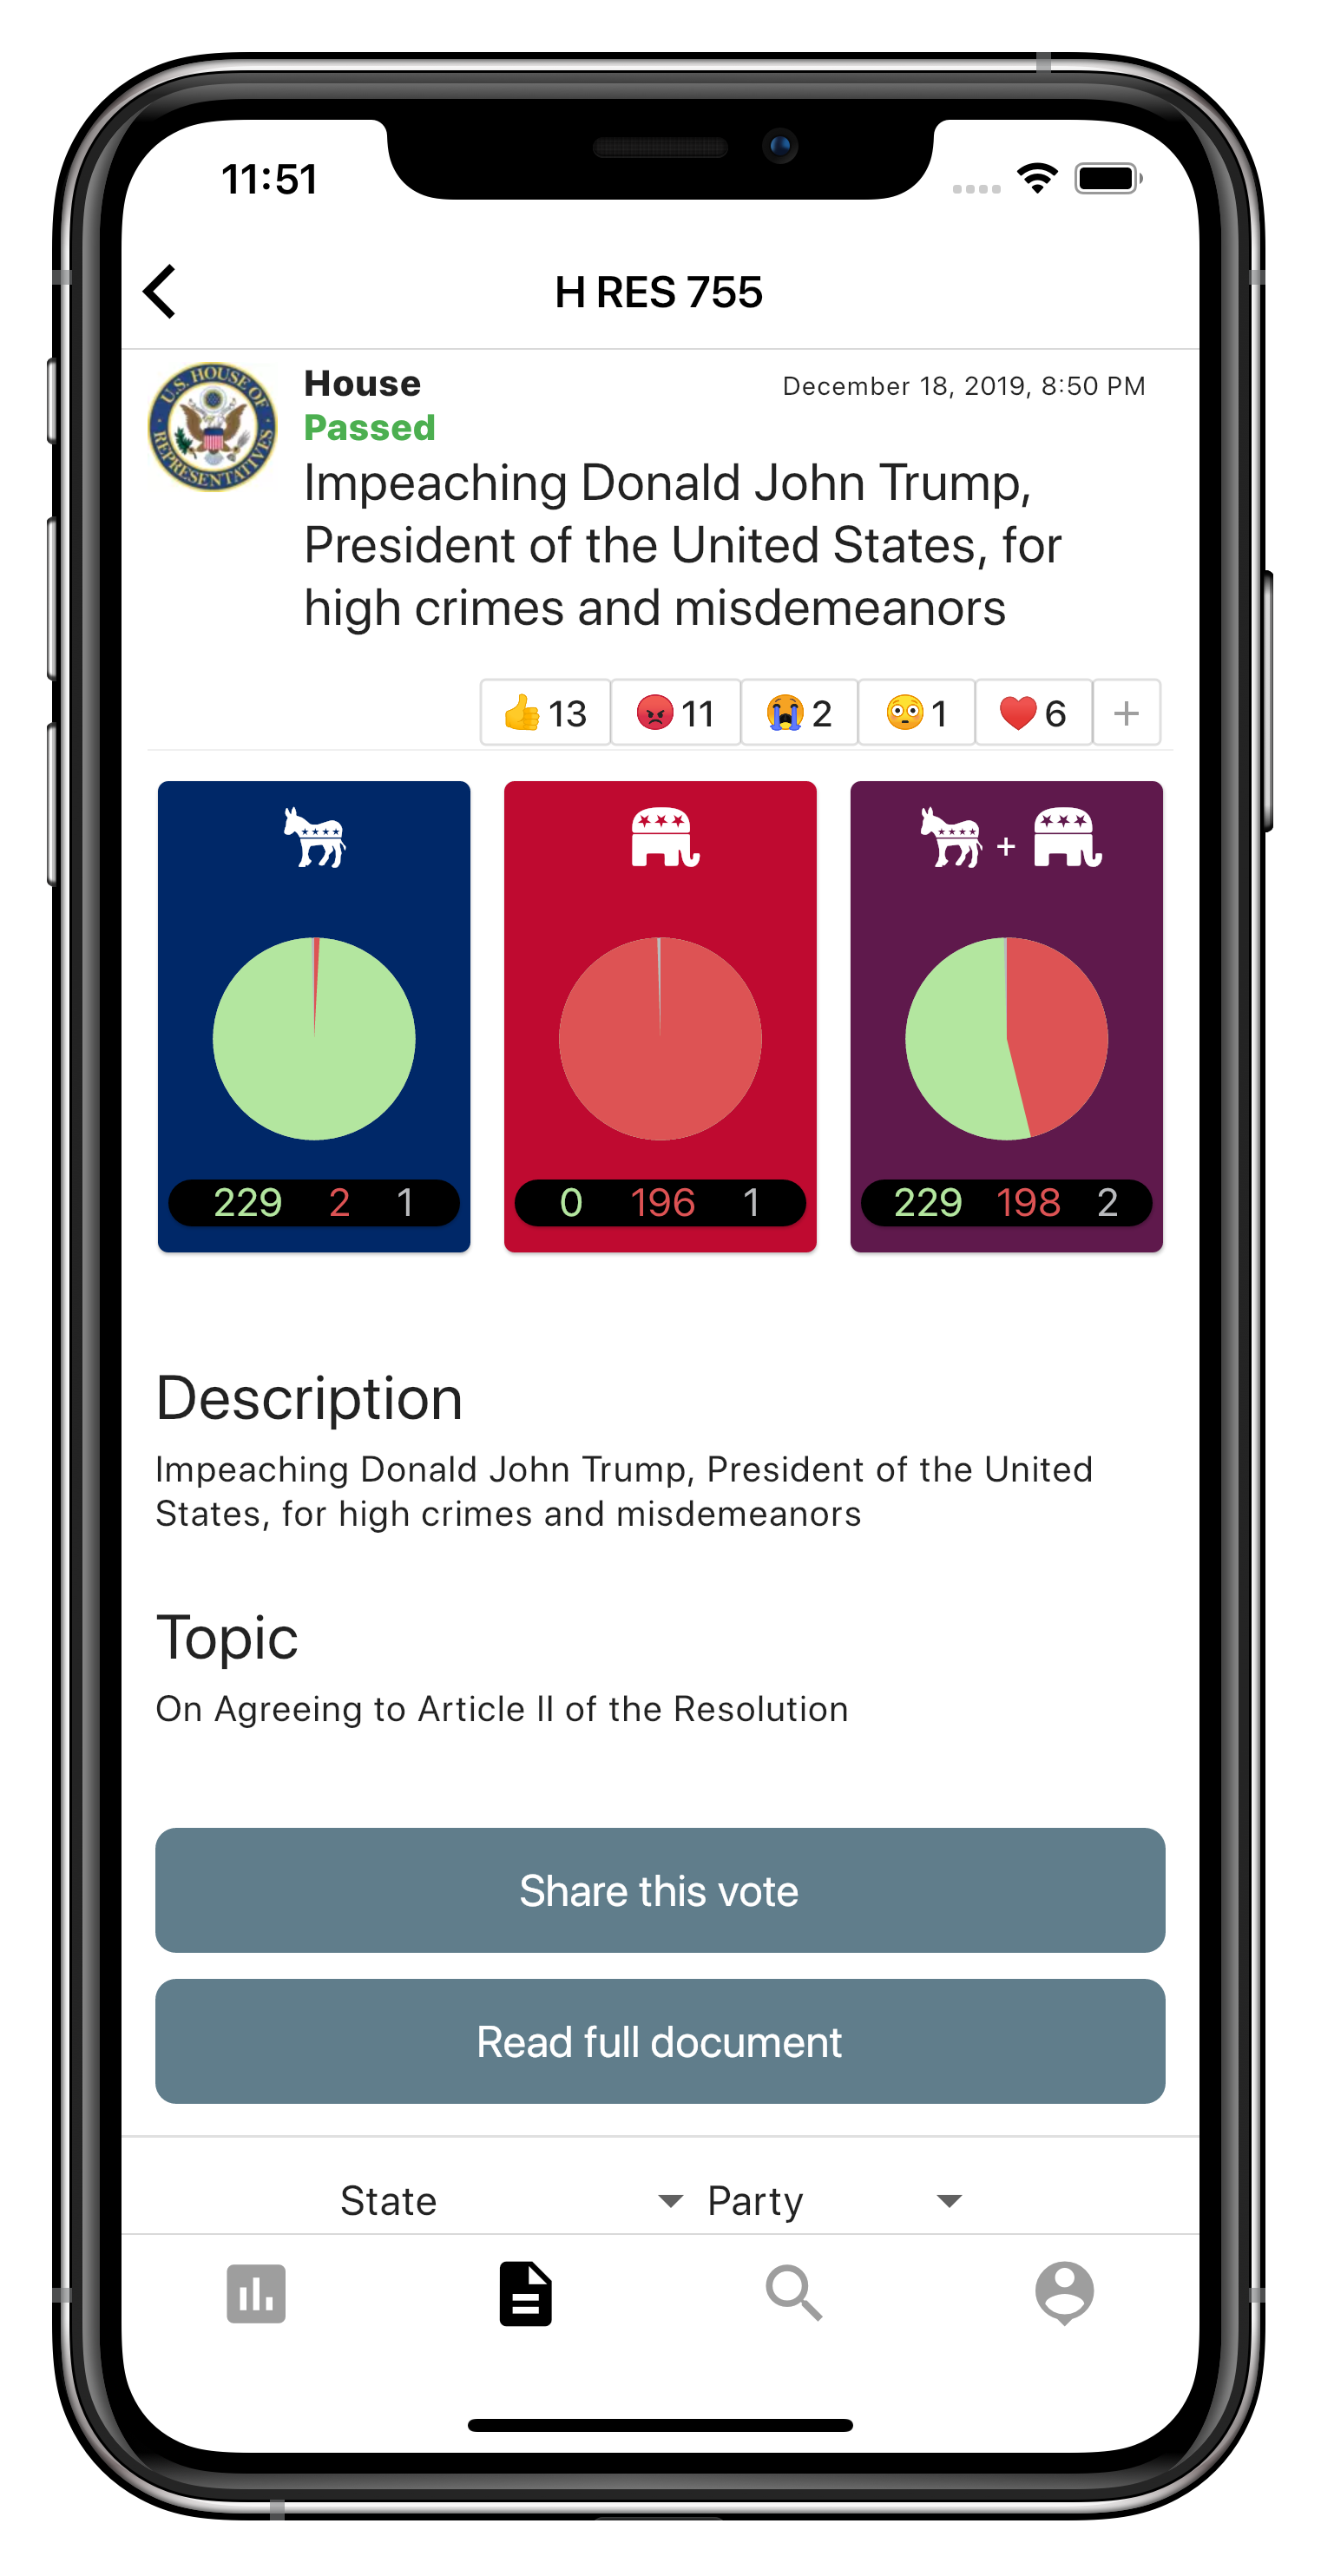 11:51
H RES 755
U.S. HOUSE OF REPRESENTATIVES
House
December 18, 2019, 8:50 PM
Passed
Impeaching Donald John Trump,
President of the United States, for
high crimes and misdemeanors
13 11 2 1 6 +
+
229 2 1
0 196 1
229 198 2
Description
Impeaching Donald John Trump, President of the United
States, for high crimes and misdemeanors
Topic
On Agreeing to Article II of the Resolution
Share this vote
Read full document
State Party